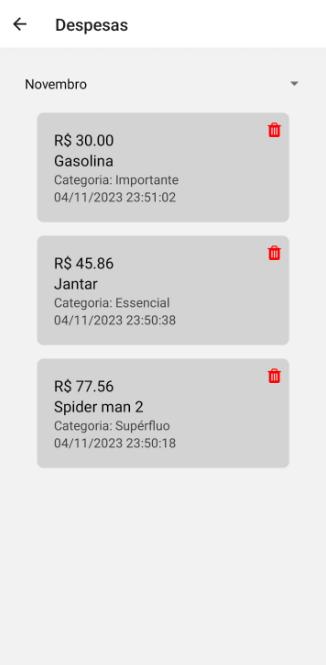 Despesas
Novembro
R$ 30.00
Gasolina
Categoria: Importante
04/11/2023 23:51:02
R$ 45.86
Jantar
Categoria: Essencial
04/11/2023 23:50:38
R$ 77.56
Spider man 2
Categoria: Supérfluo
04/11/2023 23:50:18